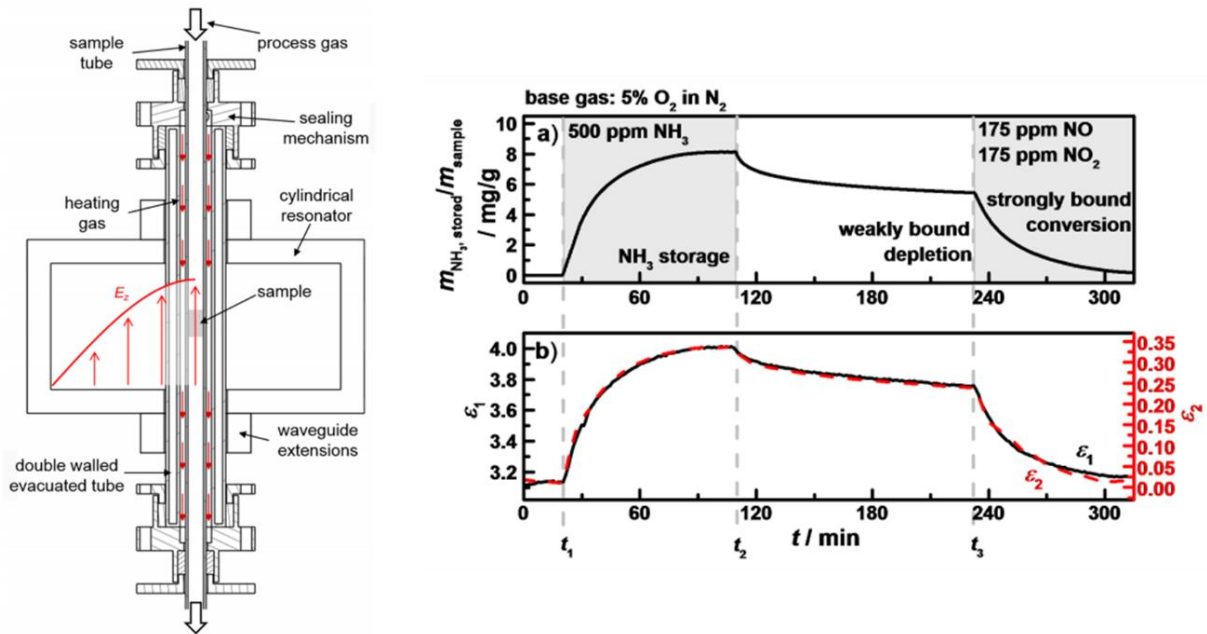 sample
tube
process gas
sealing
mechanism
heating
gas
cylindrical
resonator
E_z
sample
waveguide
extensions
double walled
evacuated tube
base gas: 5% O₂ in N₂
a)
500 ppm NH₃
175 ppm NO
175 ppm NO₂
strongly bound
conversion
weakly bound
depletion
NH₃ storage
m_NH₃, stored/m_sample
/ mg/g
10
8
6
4
2
0
0 60 120 180 240 300
b)
4.0
3.8
3.6
3.4
3.2
ε₁
0.35
0.30
0.25
0.20
0.15
0.10
0.05
0.00
ε₂
ε₁
ε₂
0 60 120 180 240 300
t / min
t₁ t₂ t₃